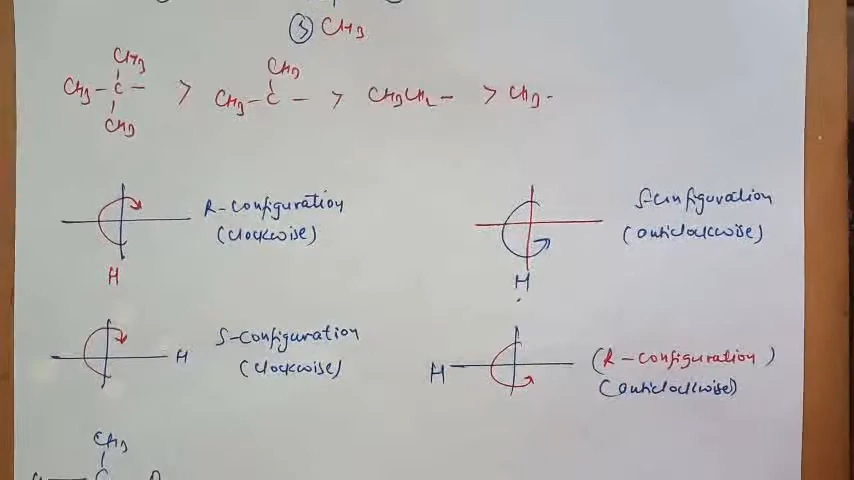 ③ CH3
CH3-C(CH3)(CH3)- > CH3-C(CH3)- > CH3CH2- > CH3-
R-configuration
(clockwise)
H
S-configuration
(anticlockwise)
H
S-configuration
(clockwise)
H
H
(R-configuration)
(anticlockwise)
CH3
C